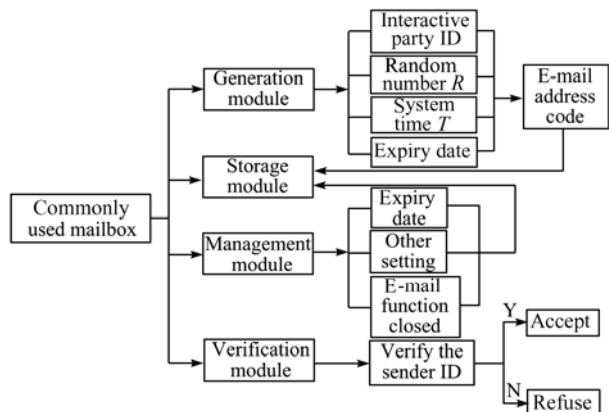 Commonly
used mailbox
Generation
module
Interactive
party ID
Random
number R
System
time T
Expiry date
E-mail
address
code
Storage
module
Management
module
Expiry
date
Other
setting
E-mail
function
closed
Verification
module
Verify the
sender ID
Y
Accept
N
Refuse